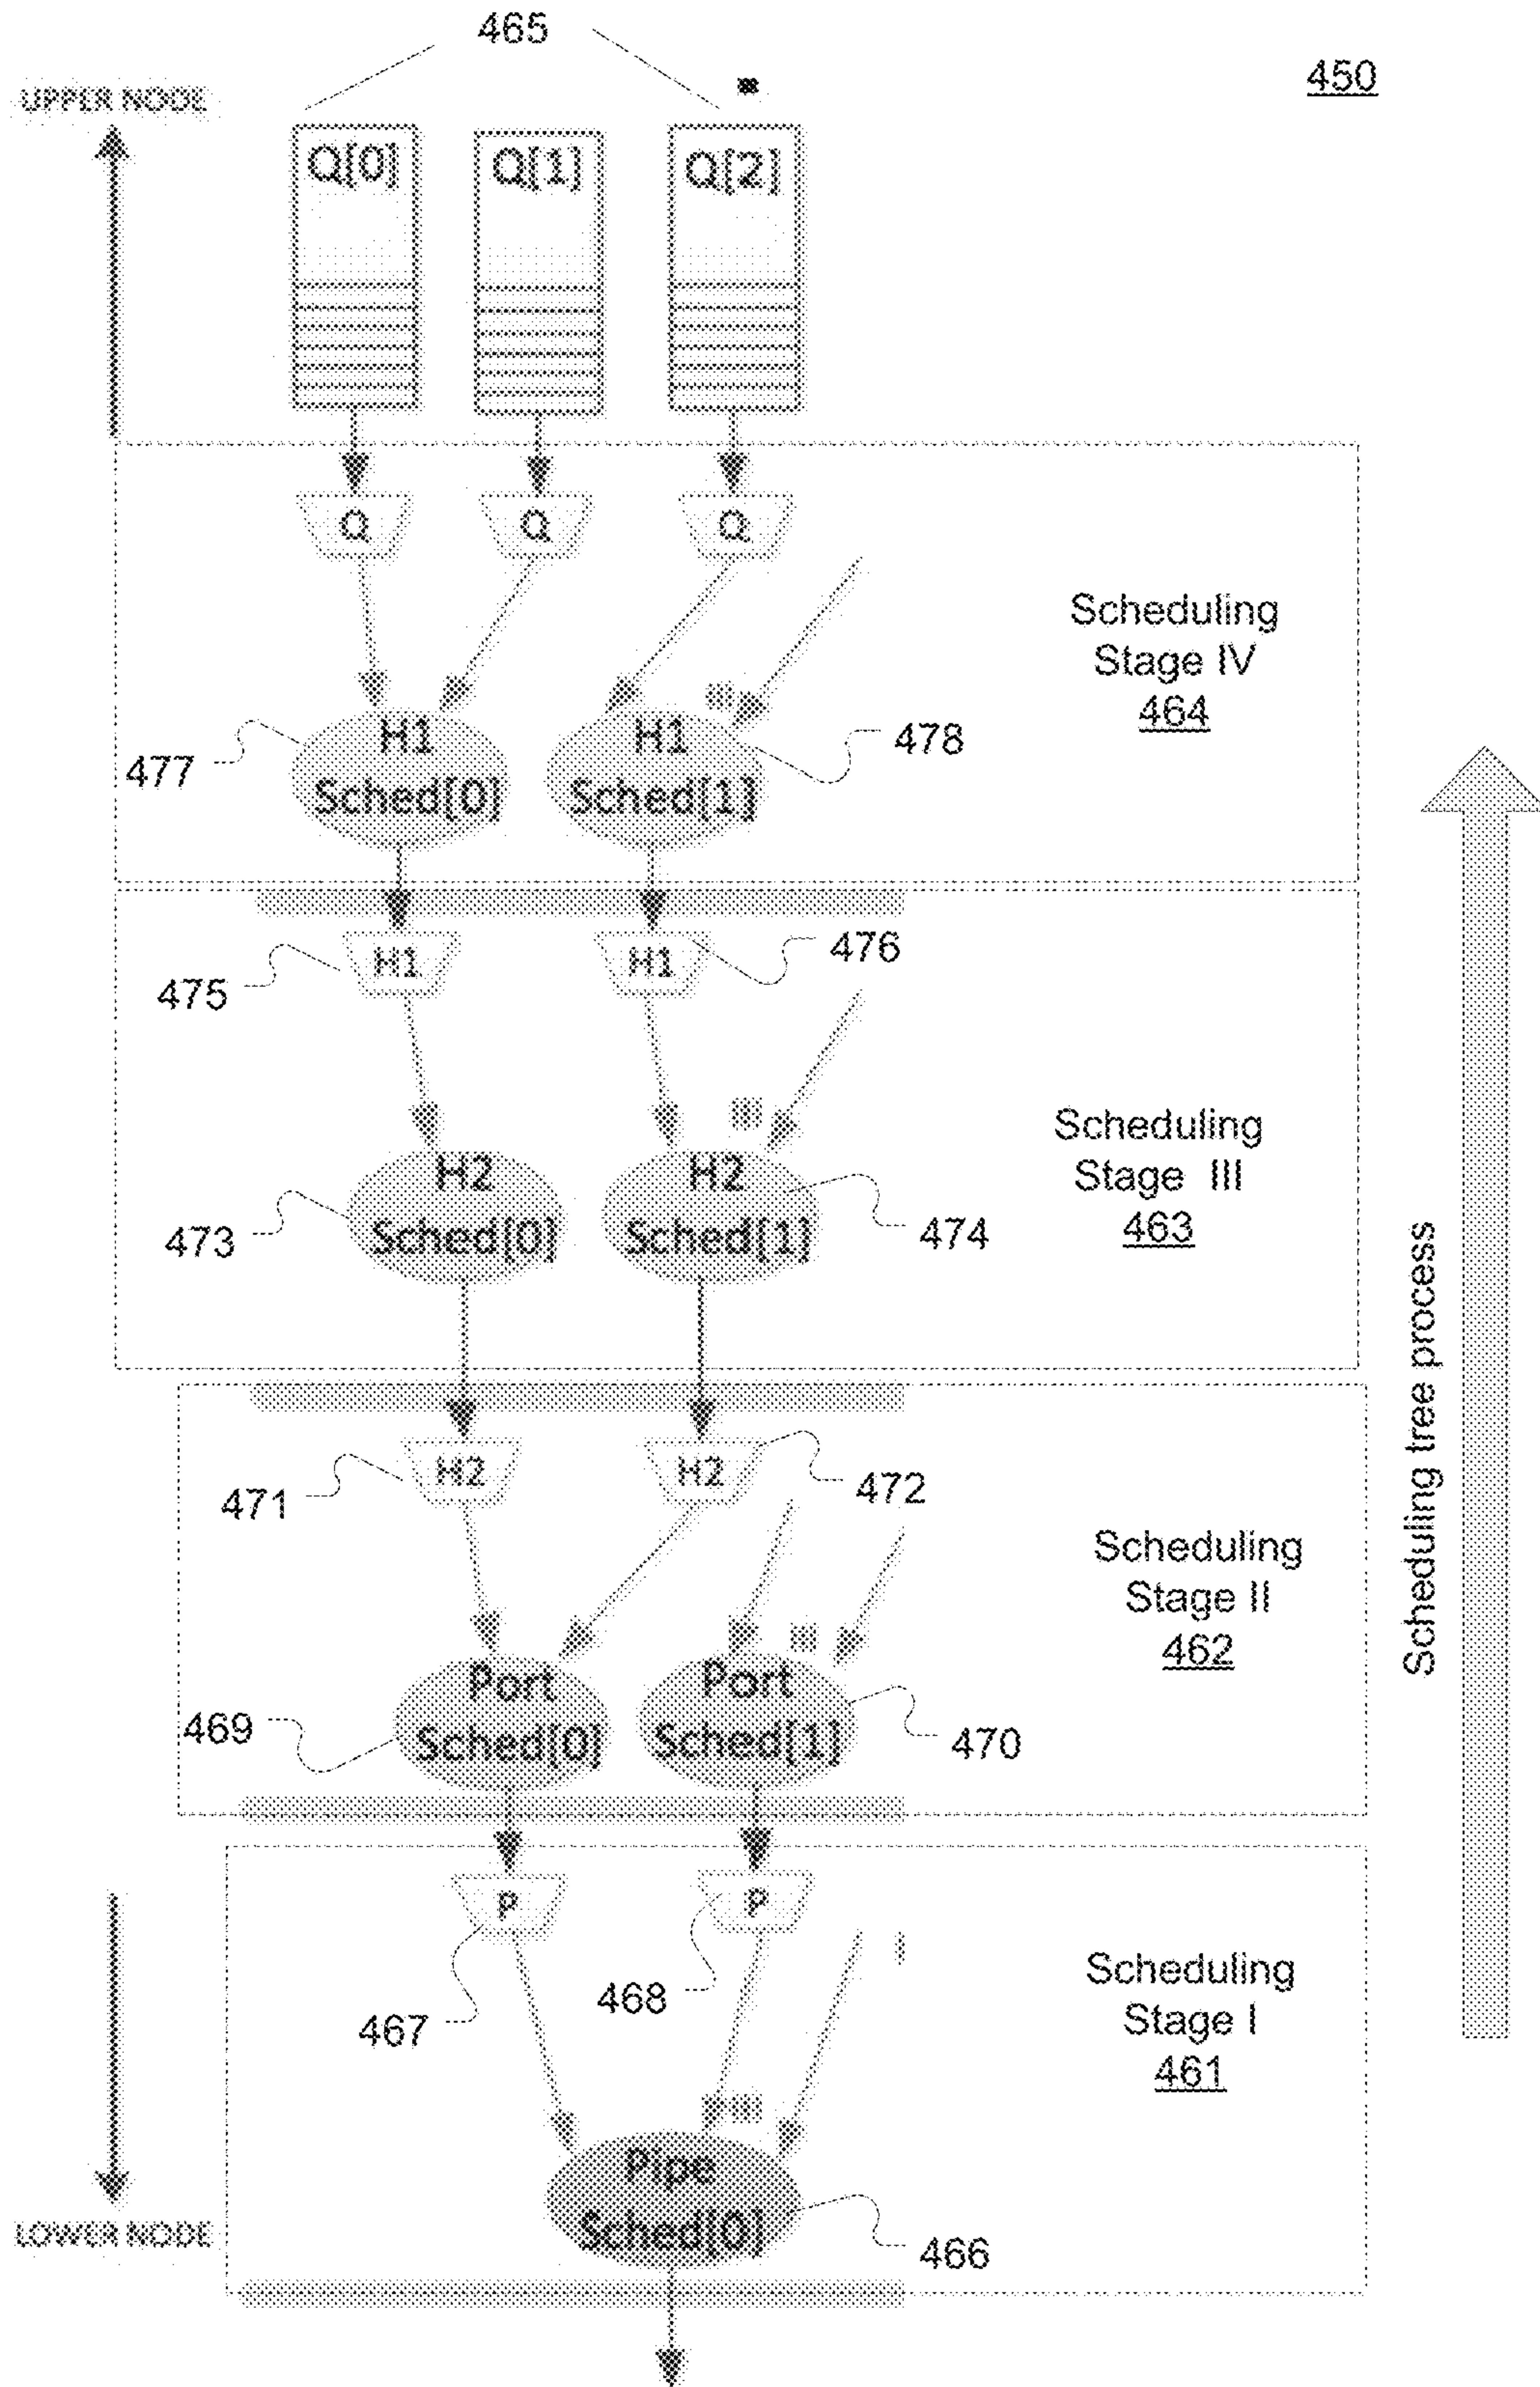 465
450
UPPER NODE
Q[0]
Q[1]
Q[2]
Q
Q
Q
Scheduling
Stage IV
464
H1
Sched[0]
H1
Sched[1]
477
478
H1
H1
475
476
Scheduling
Stage III
463
H2
Sched[0]
H2
Sched[1]
473
474
Scheduling tree process
H2
H2
471
472
Scheduling
Stage II
462
Port
Sched[0]
Port
Sched[1]
469
470
P
P
467
468
Scheduling
Stage I
461
Pipe
Sched[0]
466
LOWER NODE